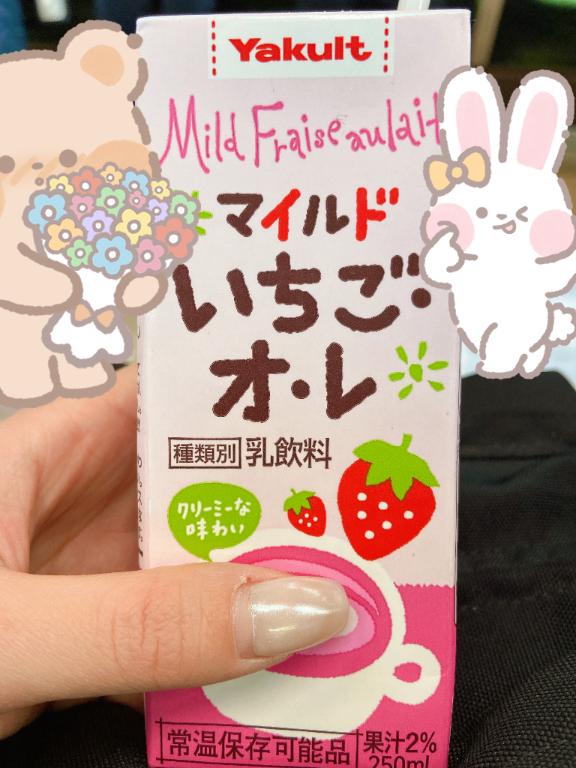 Yakult
Mild Fraise au lait
マイルド
いちご・
オ・レ
種類別 乳飲料
クリーミーな
味わい
常温保存可能品 果汁2%
250ml